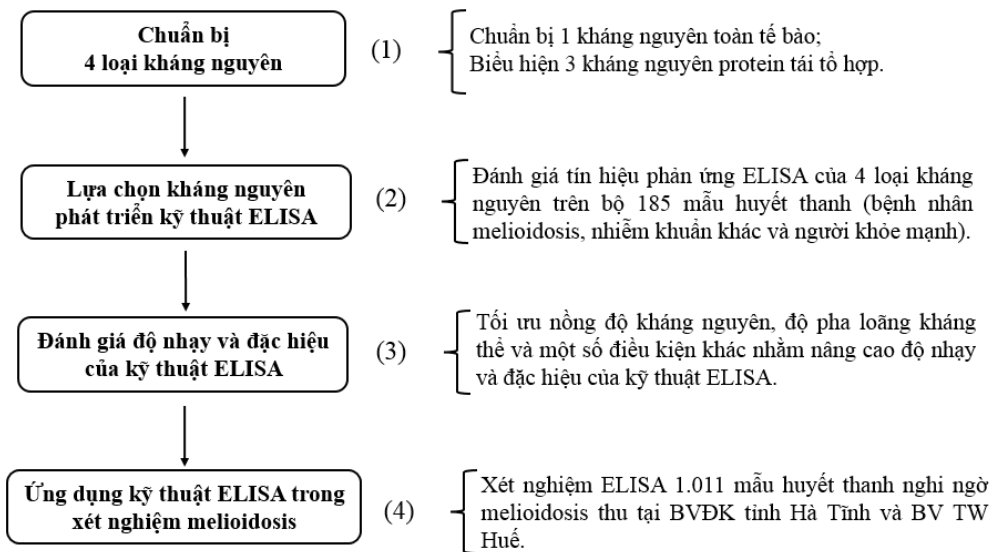 Chuẩn bị
4 loại kháng nguyên
(1)
Chuẩn bị 1 kháng nguyên toàn tế bào;
Biểu hiện 3 kháng nguyên protein tái tổ hợp.
Lựa chọn kháng nguyên
phát triển kỹ thuật ELISA
(2)
Đánh giá tín hiệu phản ứng ELISA của 4 loại kháng
nguyên trên bộ 185 mẫu huyết thanh (bệnh nhân
melioidosis, nhiễm khuẩn khác và người khỏe mạnh).
Đánh giá độ nhạy và đặc hiệu
của kỹ thuật ELISA
(3)
Tối ưu nồng độ kháng nguyên, độ pha loãng kháng
thể và một số điều kiện khác nhằm nâng cao độ nhạy
và đặc hiệu của kỹ thuật ELISA.
Ứng dụng kỹ thuật ELISA trong
xét nghiệm melioidosis
(4)
Xét nghiệm ELISA 1.011 mẫu huyết thanh nghi ngờ
melioidosis thu tại BVĐK tỉnh Hà Tĩnh và BV TW
Huế.